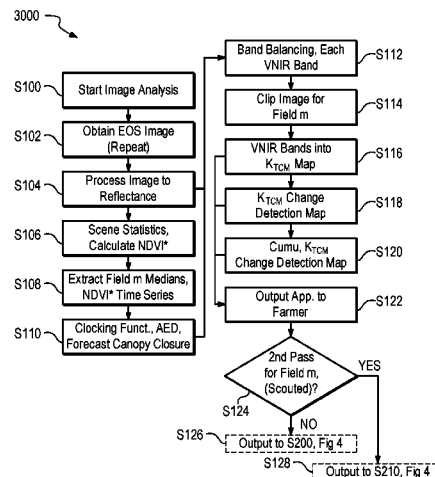 3000
S100
Start Image Analysis
S102
Obtain EOS Image
(Repeat)
S104
Process Image to
Reflectance
S106
Scene Statistics,
Calculate NDVI*
S108
Extract Field m Medians,
NDVI* Time Series
S110
Clocking Funct., AED,
Forecast Canopy Closure
Band Balancing, Each
VNIR Band
S112
Clip Image for
Field m
S114
VNIR Bands into
KTCM Map
S116
KTCM Change
Detection Map
S118
Cumu, KTCM
Change Detection Map
S120
Output App. to
Farmer
S122
2nd Pass
for Field m,
(Scouted)?
S124
YES
NO
S126
Output to S200, Fig 4
S128
Output to S210, Fig 4